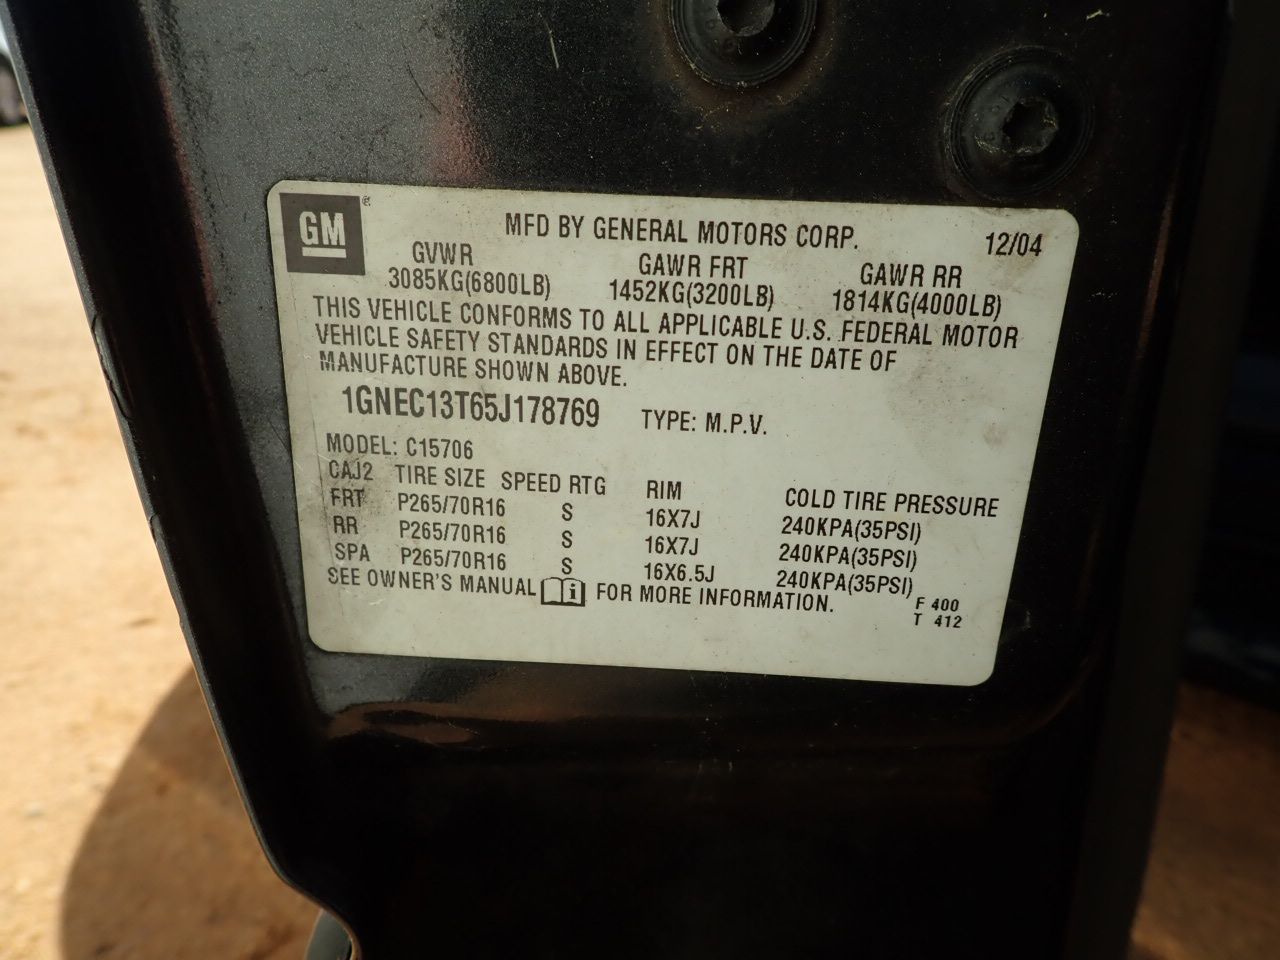 GM ®
MFD BY GENERAL MOTORS CORP. 12/04
GVWR GAWR FRT GAWR RR
3085KG(6800LB) 1452KG(3200LB) 1814KG(4000LB)
THIS VEHICLE CONFORMS TO ALL APPLICABLE U.S. FEDERAL MOTOR
VEHICLE SAFETY STANDARDS IN EFFECT ON THE DATE OF
MANUFACTURE SHOWN ABOVE.
1GNEC13T65J178769 TYPE: M.P.V.
MODEL: C15706
CAJ2 TIRE SIZE SPEED RTG RIM COLD TIRE PRESSURE
FRT P265/70R16 S 16X7J 240KPA(35PSI)
RR P265/70R16 S 16X7J 240KPA(35PSI)
SPA P265/70R16 S 16X6.5J 240KPA(35PSI)
SEE OWNER'S MANUAL i FOR MORE INFORMATION.
F 400
T 412